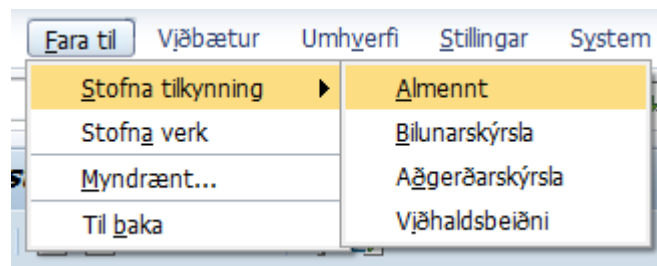 Fara til Viðbætur Umhverfi Stillingar System
Stofna tilkynning
Stofna verk
Myndrænt...
Til baka
Almennt
Bilunarskýrsla
Aðgerðarskýrsla
Viðhaldsbeiðni